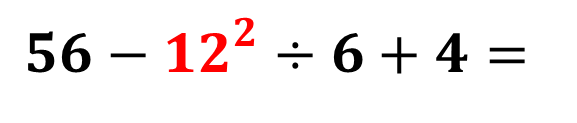 56 − 12² ÷ 6 + 4 =